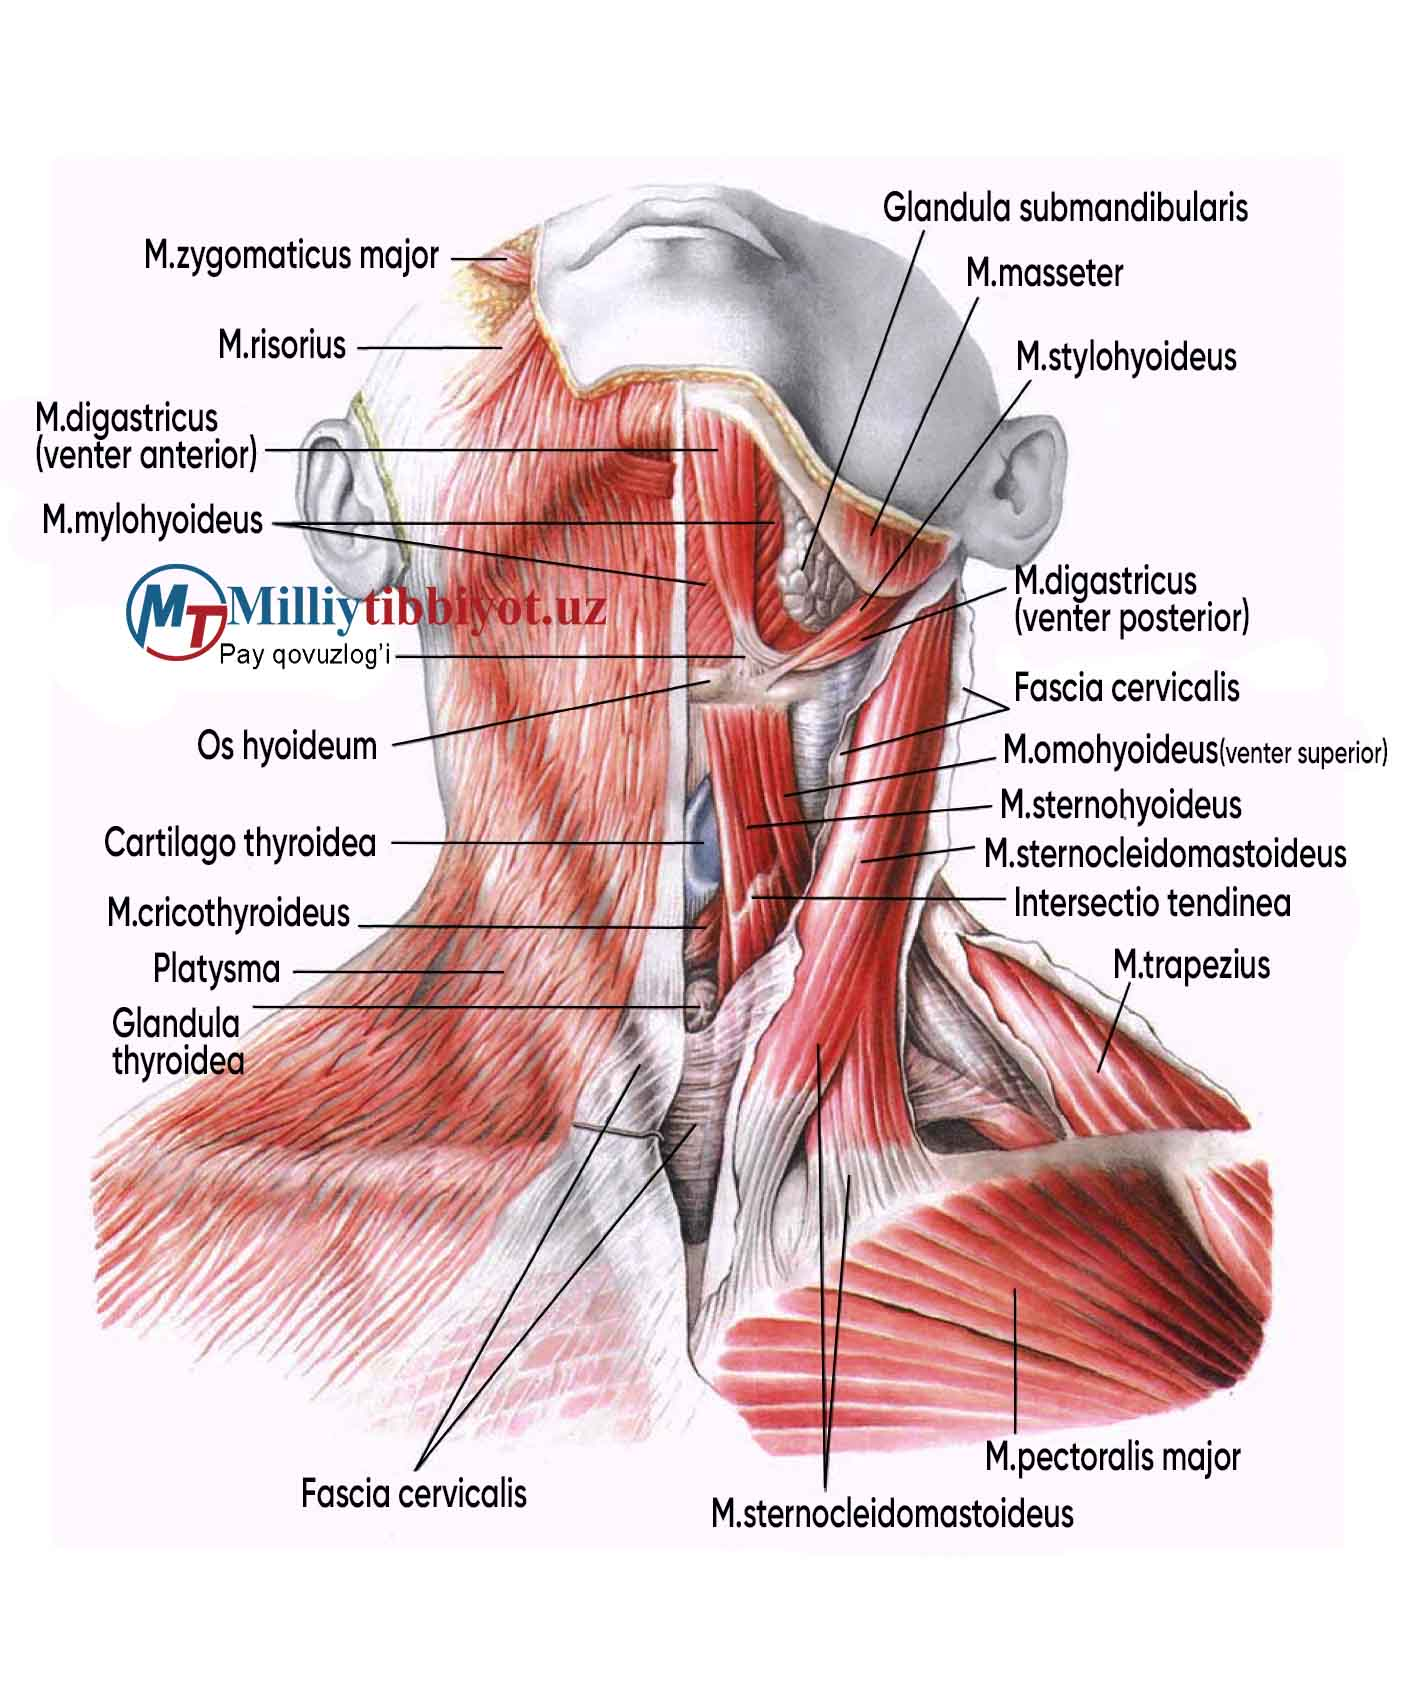 Glandula submandibularis
M.zygomaticus major
M.masseter
M.risorius
M.stylohyoideus
M.digastricus
(venter anterior)
M.mylohyoideus
Milliytibbiyot.uz
MT
Pay qovuzlog'i
M.digastricus
(venter posterior)
Fascia cervicalis
Os hyoideum
M.omohyoideus(venter superior)
M.sternohyoideus
Cartilago thyroidea
M.sternocleidomastoideus
M.cricothyroideus
Intersectio tendinea
Platysma
M.trapezius
Glandula
thyroidea
M.pectoralis major
Fascia cervicalis
M.sternocleidomastoideus